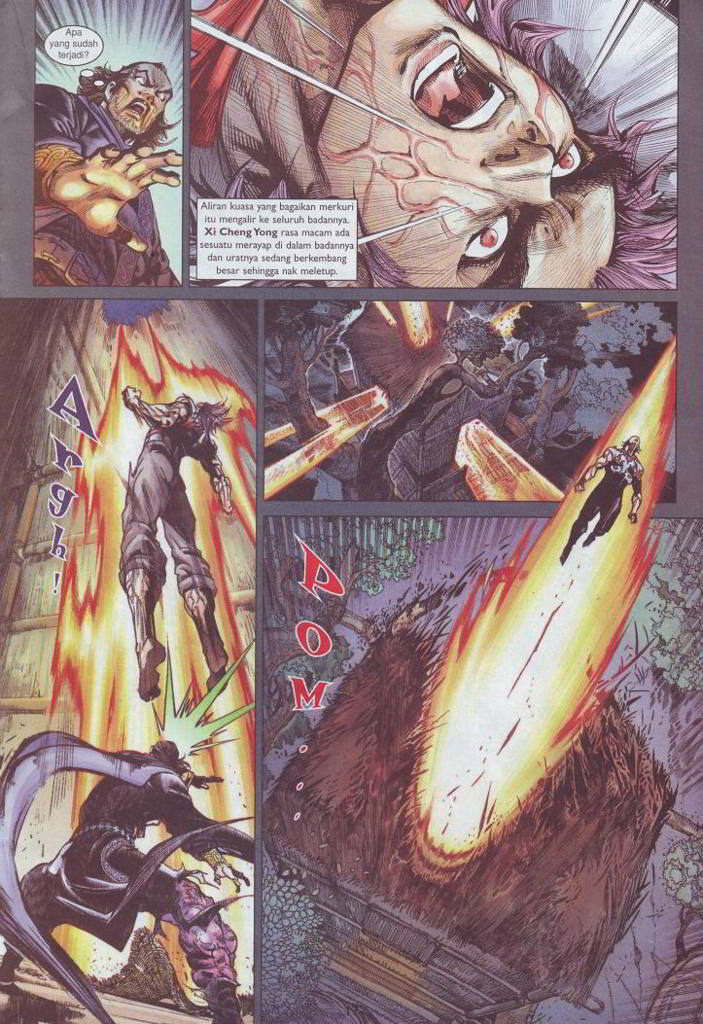 Apa
yang sudah
terjadi?
Aliran kuasa yang bagaikan merkuri
itu mengalir ke seluruh badannya.
Xi Cheng Yong rasa macam ada
sesuatu merayap di dalam badannya
dan uratnya sedang berkembang
besar sehingga nak meletup.
Argh!
POM...